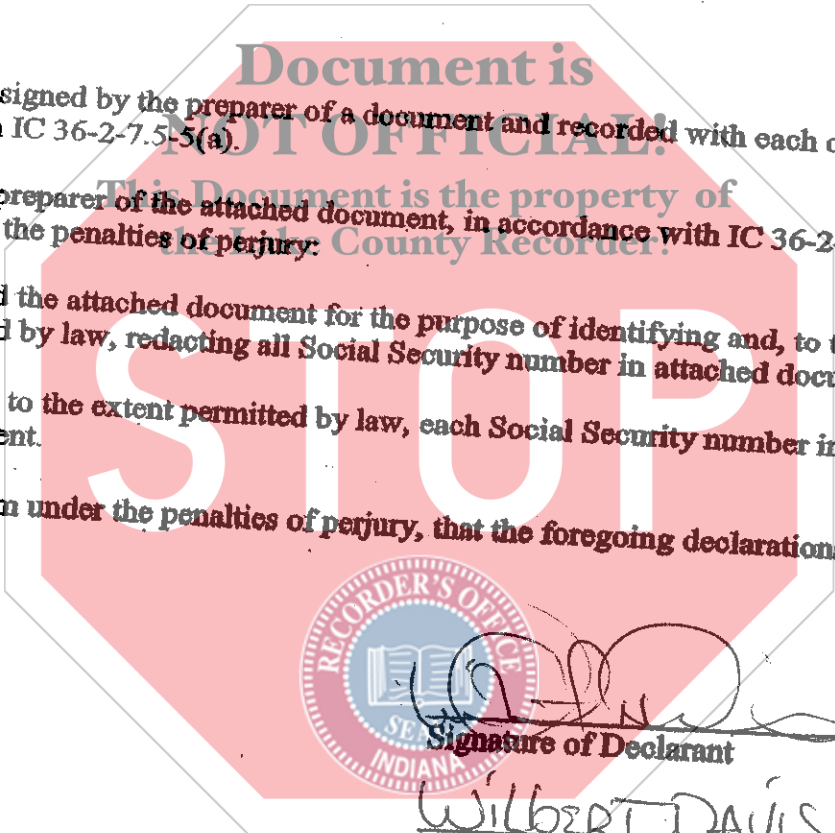 Document is
signed by the preparer of a document and recorded with each
IC 36-2-7.5-5(a).
NOT OFFICIAL!
This Document is the property of
preparer of the attached document, in accordance with IC 36-2-
the Lake County Recorder!
the penalties of perjury:
the attached document for the purpose of identifying and, to
by law, redacting all Social Security number in attached docu
STOP
to the extent permitted by law, each Social Security number in
ent.
under the penalties of perjury, that the foregoing declarations
RECORDER'S OFFICE
SEAL
INDIANA
Signature of Declarant
WILBERT DAVIS